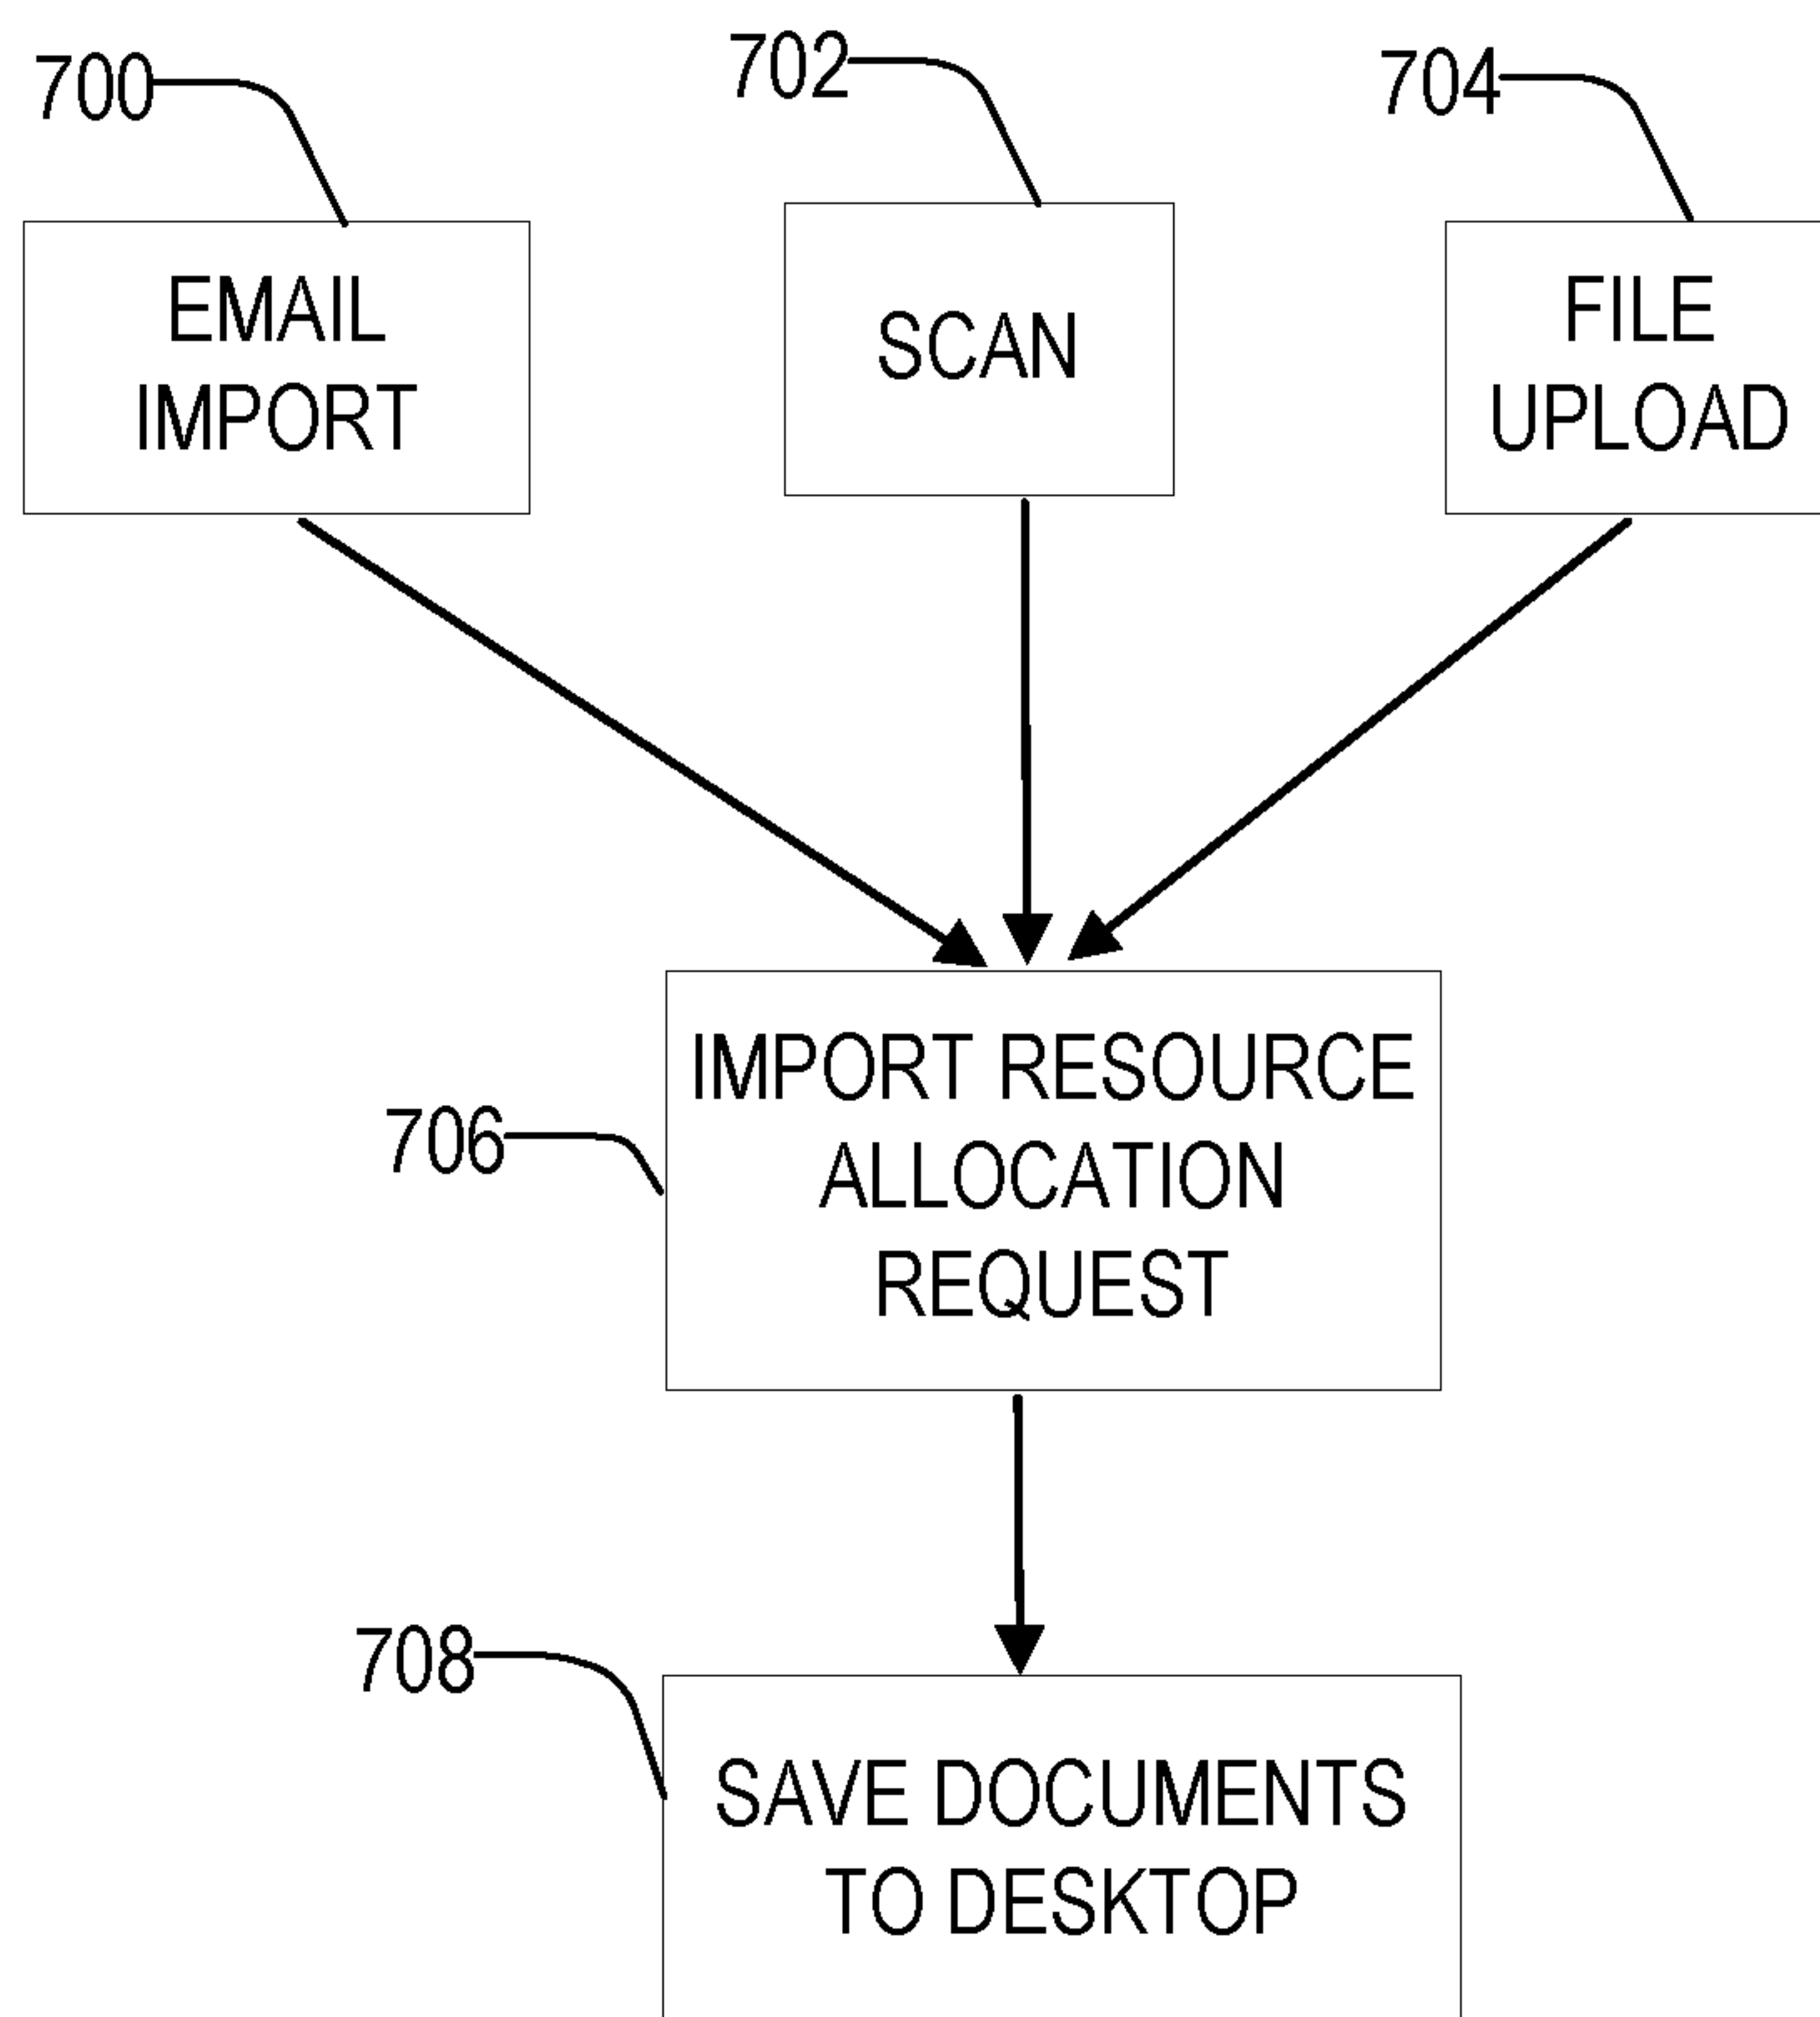 700
702
704
EMAIL
IMPORT
SCAN
FILE
UPLOAD
IMPORT RESOURCE
ALLOCATION
REQUEST
706
708
SAVE DOCUMENTS
TO DESKTOP